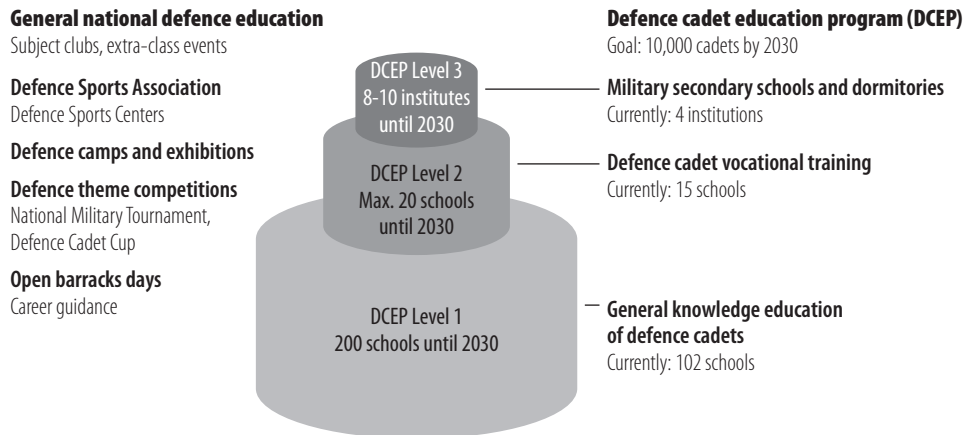 General national defence education
Subject clubs, extra-class events
Defence Sports Association
Defence Sports Centers
Defence camps and exhibitions
Defence theme competitions
National Military Tournament,
Defence Cadet Cup
Open barracks days
Career guidance
DCEP Level 3
8-10 institutes
until 2030
DCEP Level 2
Max. 20 schools
until 2030
DCEP Level 1
200 schools until 2030
Defence cadet education program (DCEP)
Goal: 10,000 cadets by 2030
Military secondary schools and dormitories
Currently: 4 institutions
Defence cadet vocational training
Currently: 15 schools
General knowledge education
of defence cadets
Currently: 102 schools